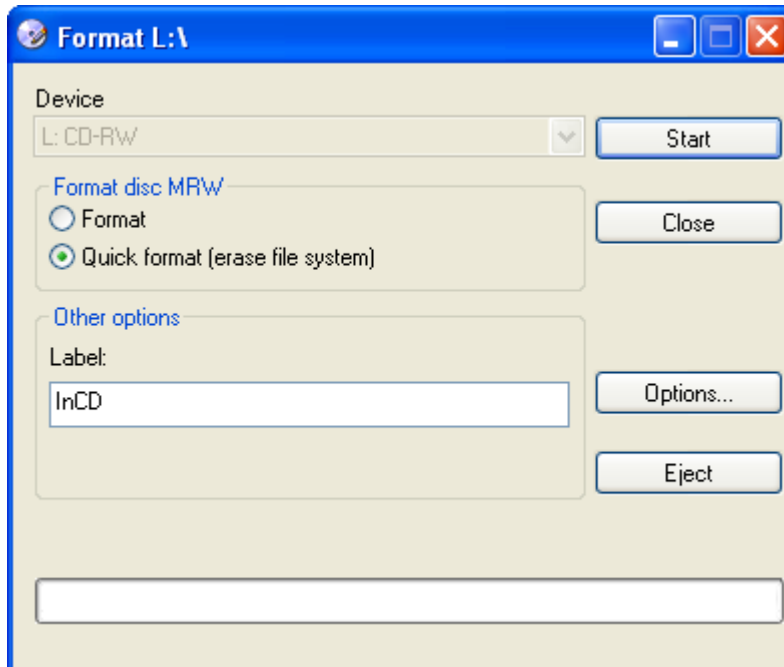 Format L:\
Device
L: CD-RW
Start
Format disc MRW
Format
Close
Quick format (erase file system)
Other options
Label:
InCD
Options...
Eject